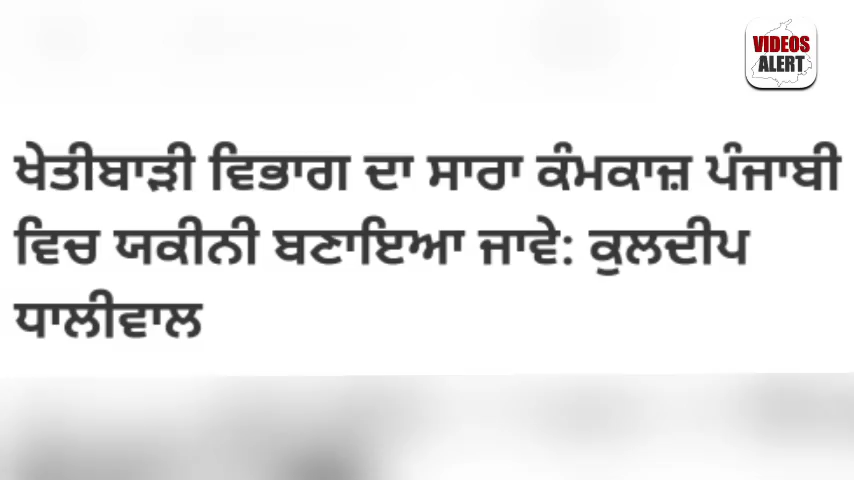 VIDEOS
ALERT
ਖੇਤੀਬਾੜੀ ਵਿਭਾਗ ਦਾ ਸਾਰਾ ਕੰਮਕਾਜ਼ ਪੰਜਾਬੀ
ਵਿਚ ਯਕੀਨੀ ਬਣਾਇਆ ਜਾਵੇ: ਕੁਲਦੀਪ
ਧਾਲੀਵਾਲ